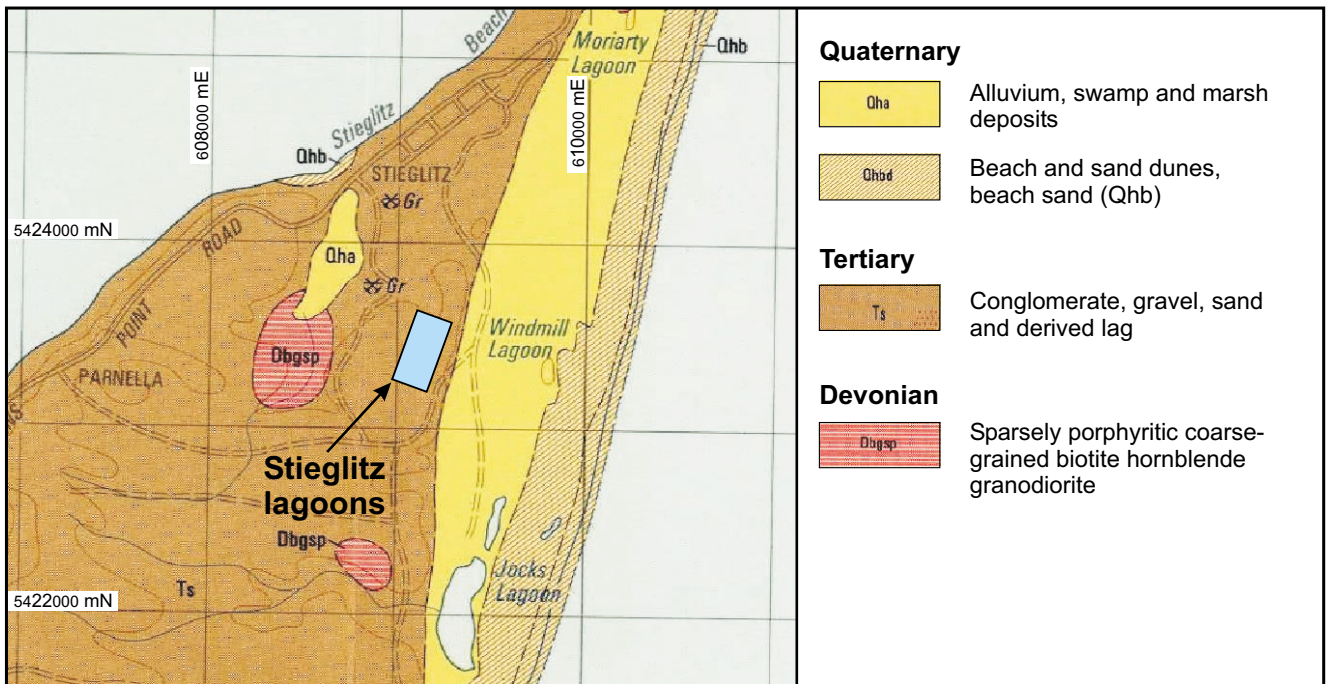 Beach
Moriarty
Lagoon
Qhb
608000 mE
610000 mE
Stieglitz
Qhb
STIEGLITZ
Gr
5424000 mN
ROAD
Qha
Gr
POINT
Windmill
Lagoon
Dbgsp
PARNELLA
Stieglitz
lagoons
Dbgsp
Ts
Jocks
Lagoon
5422000 mN
Quaternary
Qha
Alluvium, swamp and marsh
deposits
Qhbd
Beach and sand dunes,
beach sand (Qhb)
Tertiary
Ts
Conglomerate, gravel, sand
and derived lag
Devonian
Dbgsp
Sparsely porphyritic coarse-
grained biotite hornblende
granodiorite